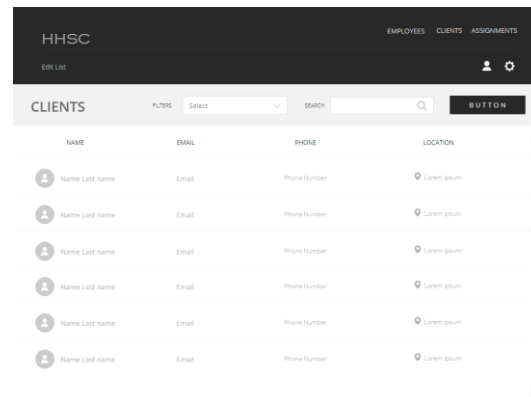 HHSC
EMPLOYEES CLIENTS ASSIGNMENTS
Edit List
CLIENTS FILTERS Select SEARCH BUTTON
NAME EMAIL PHONE LOCATION
Name Last name Email Phone Number Lorem ipsum
Name Last name Email Phone Number Lorem ipsum
Name Last name Email Phone Number Lorem ipsum
Name Last name Email Phone Number Lorem ipsum
Name Last name Email Phone Number Lorem ipsum
Name Last name Email Phone Number Lorem ipsum